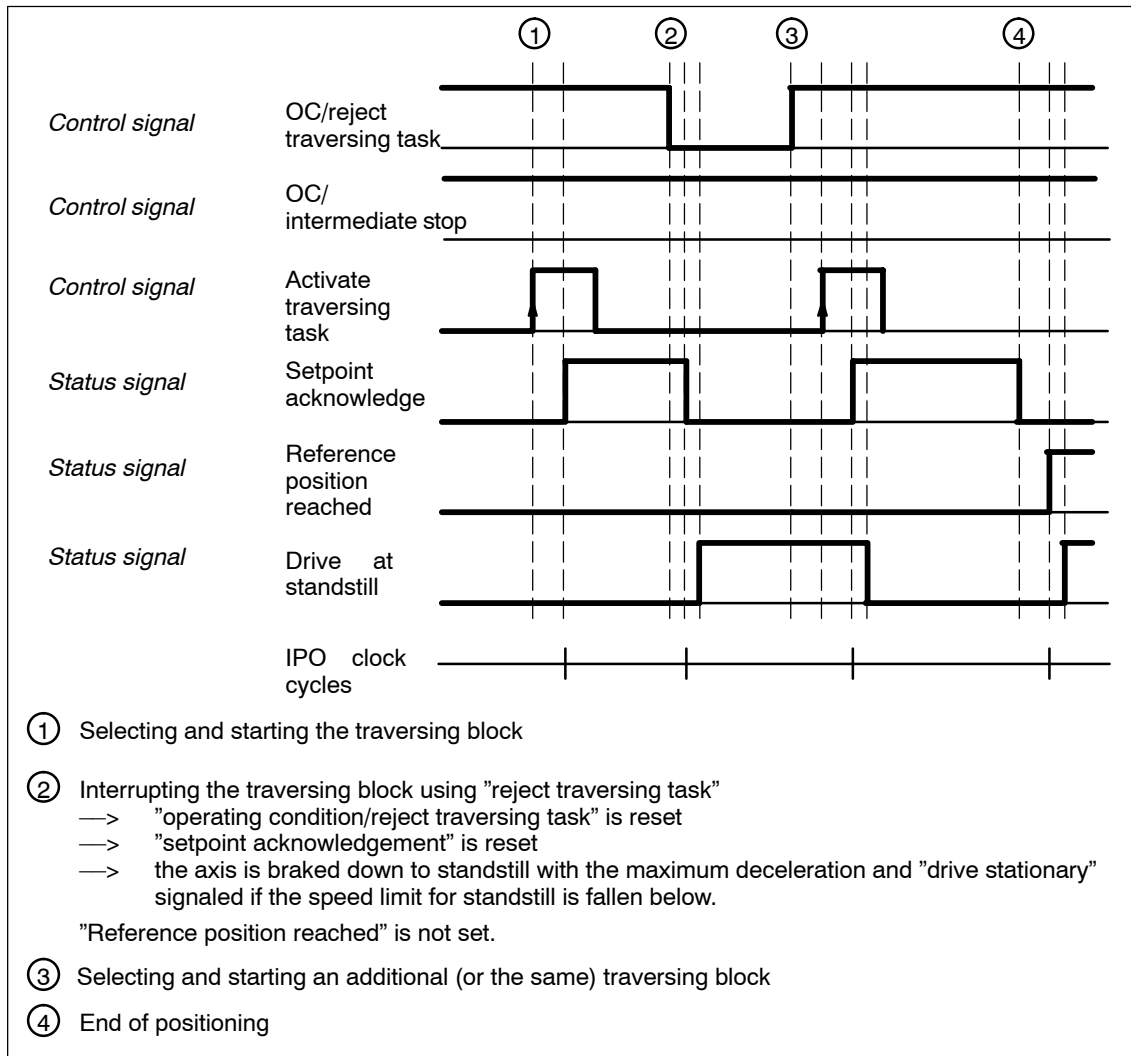 1 2 3 4
Control signal OC/reject
traversing task
Control signal OC/
intermediate stop
Control signal Activate
traversing
task
Status signal Setpoint
acknowledge
Status signal Reference
position
reached
Status signal Drive at
standstill
IPO clock
cycles
1 Selecting and starting the traversing block
2 Interrupting the traversing block using ”reject traversing task”
—> ”operating condition/reject traversing task” is reset
—> ”setpoint acknowledgement” is reset
—> the axis is braked down to standstill with the maximum deceleration and ”drive stationary”
signaled if the speed limit for standstill is fallen below.
”Reference position reached” is not set.
3 Selecting and starting an additional (or the same) traversing block
4 End of positioning